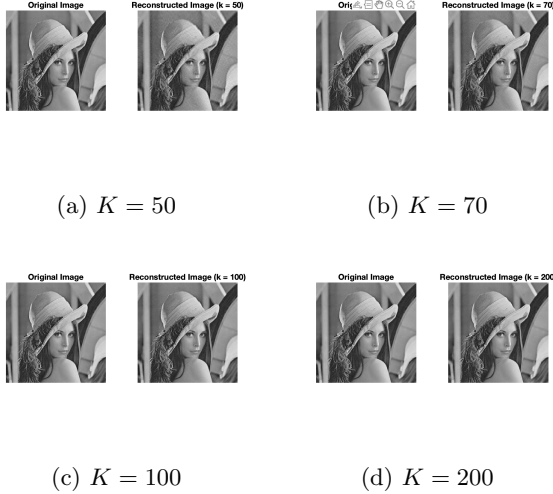 Original Image Reconstructed Image (k = 50)
Reconstructed Image (k = 70)
(a) K = 50
(b) K = 70
Original Image Reconstructed Image (k = 100)
Original Image Reconstructed Image (k = 200
(c) K = 100
(d) K = 200